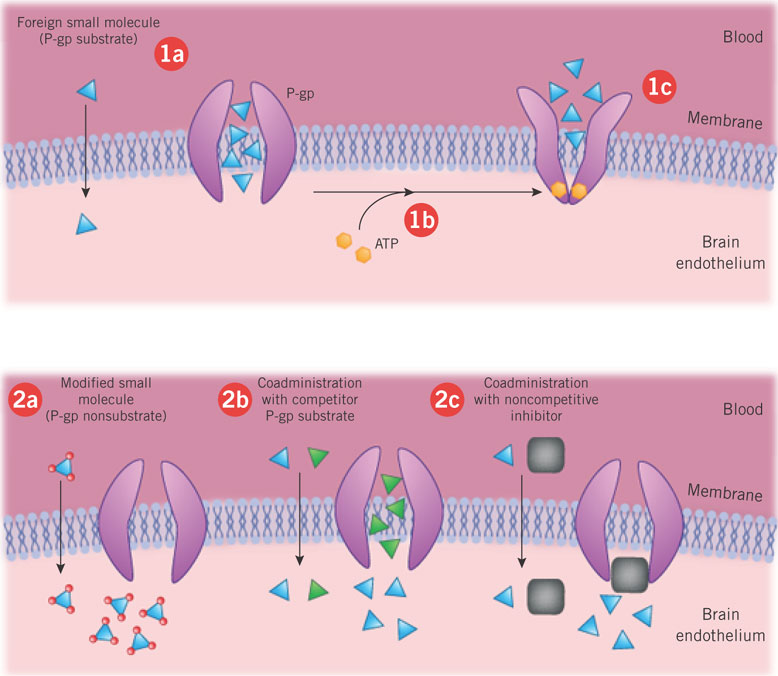 Foreign small molecule
(P-gp substrate)
1a
P-gp
Blood
1c
Membrane
1b
ATP
Brain
endothelium
2a
Modified small
molecule
(P-gp nonsubstrate)
2b
Coadministration
with competitor
P-gp substrate
2c
Coadministration
with noncompetitive
inhibitor
Blood
Membrane
Brain
endothelium